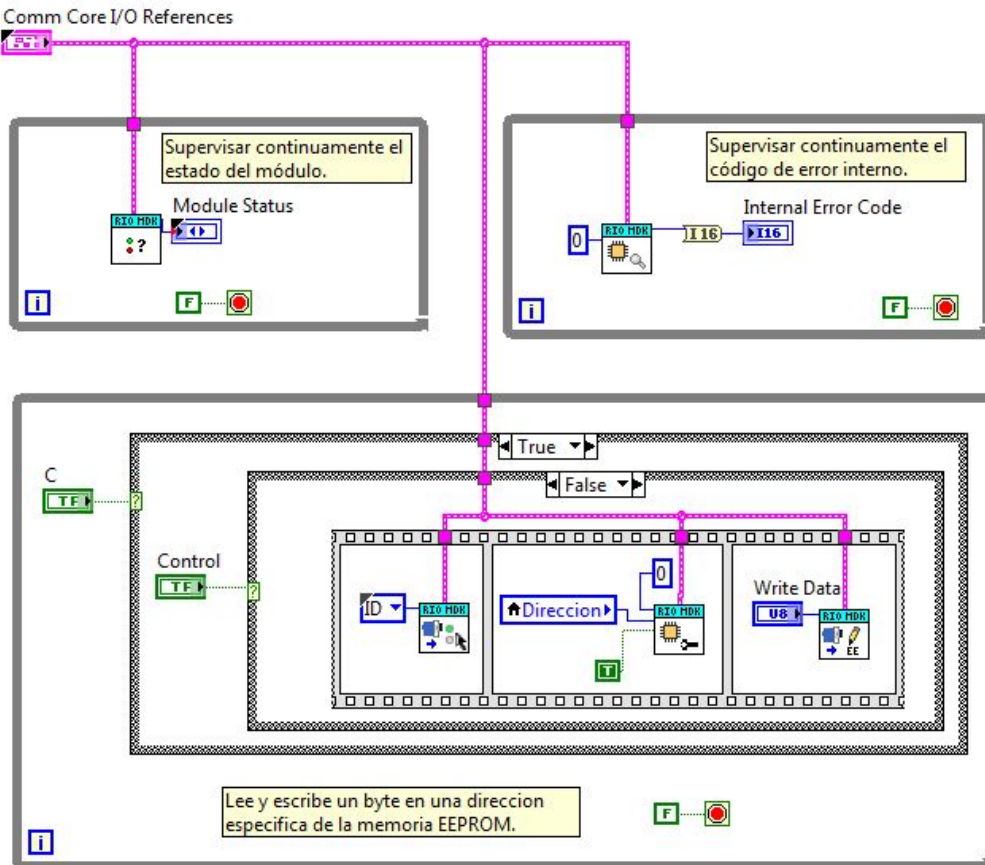 Comm Core I/O References
Supervisar continuamente el
estado del módulo.
Module Status
RIO MDK
?
i
F
Supervisar continuamente el
código de error interno.
Internal Error Code
0
RIO MDK
I16
I16
i
F
True
C
TF
?
False
Control
TF
?
ID
RIO MDK
0
Direccion
RIO MDK
T
Write Data
U8
RIO MDK
EE
Lee y escribe un byte en una direccion
especifica de la memoria EEPROM.
F
i